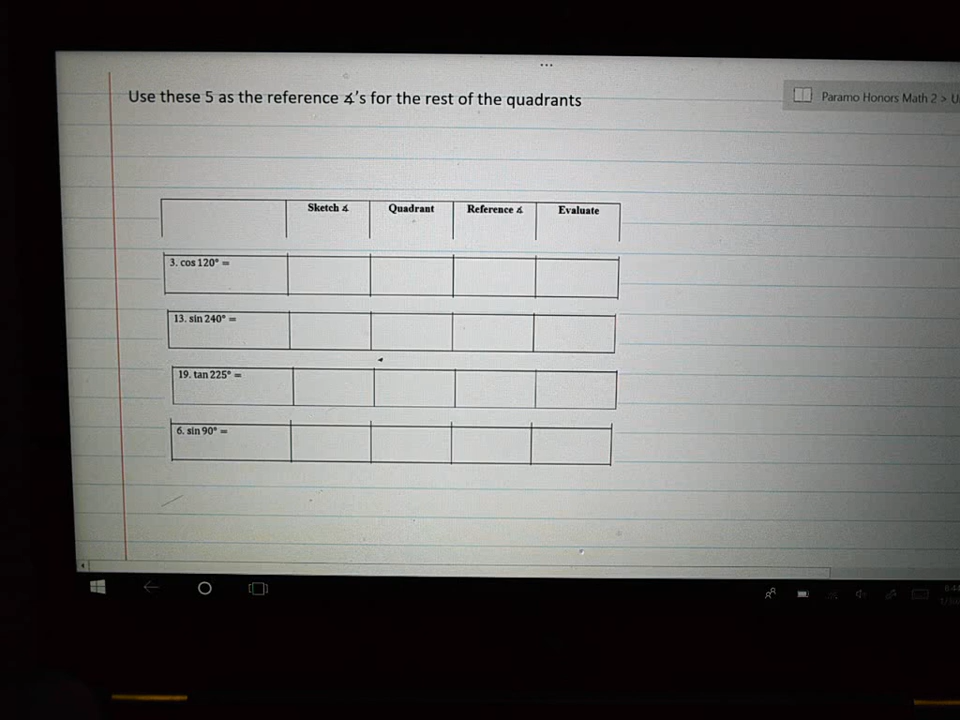 ...
Use these 5 as the reference ∡'s for the rest of the quadrants
Paramo Honors Math 2 >
Sketch ∡ Quadrant Reference ∡ Evaluate
3. cos 120° =
13. sin 240° =
19. tan 225° =
6. sin 90° =